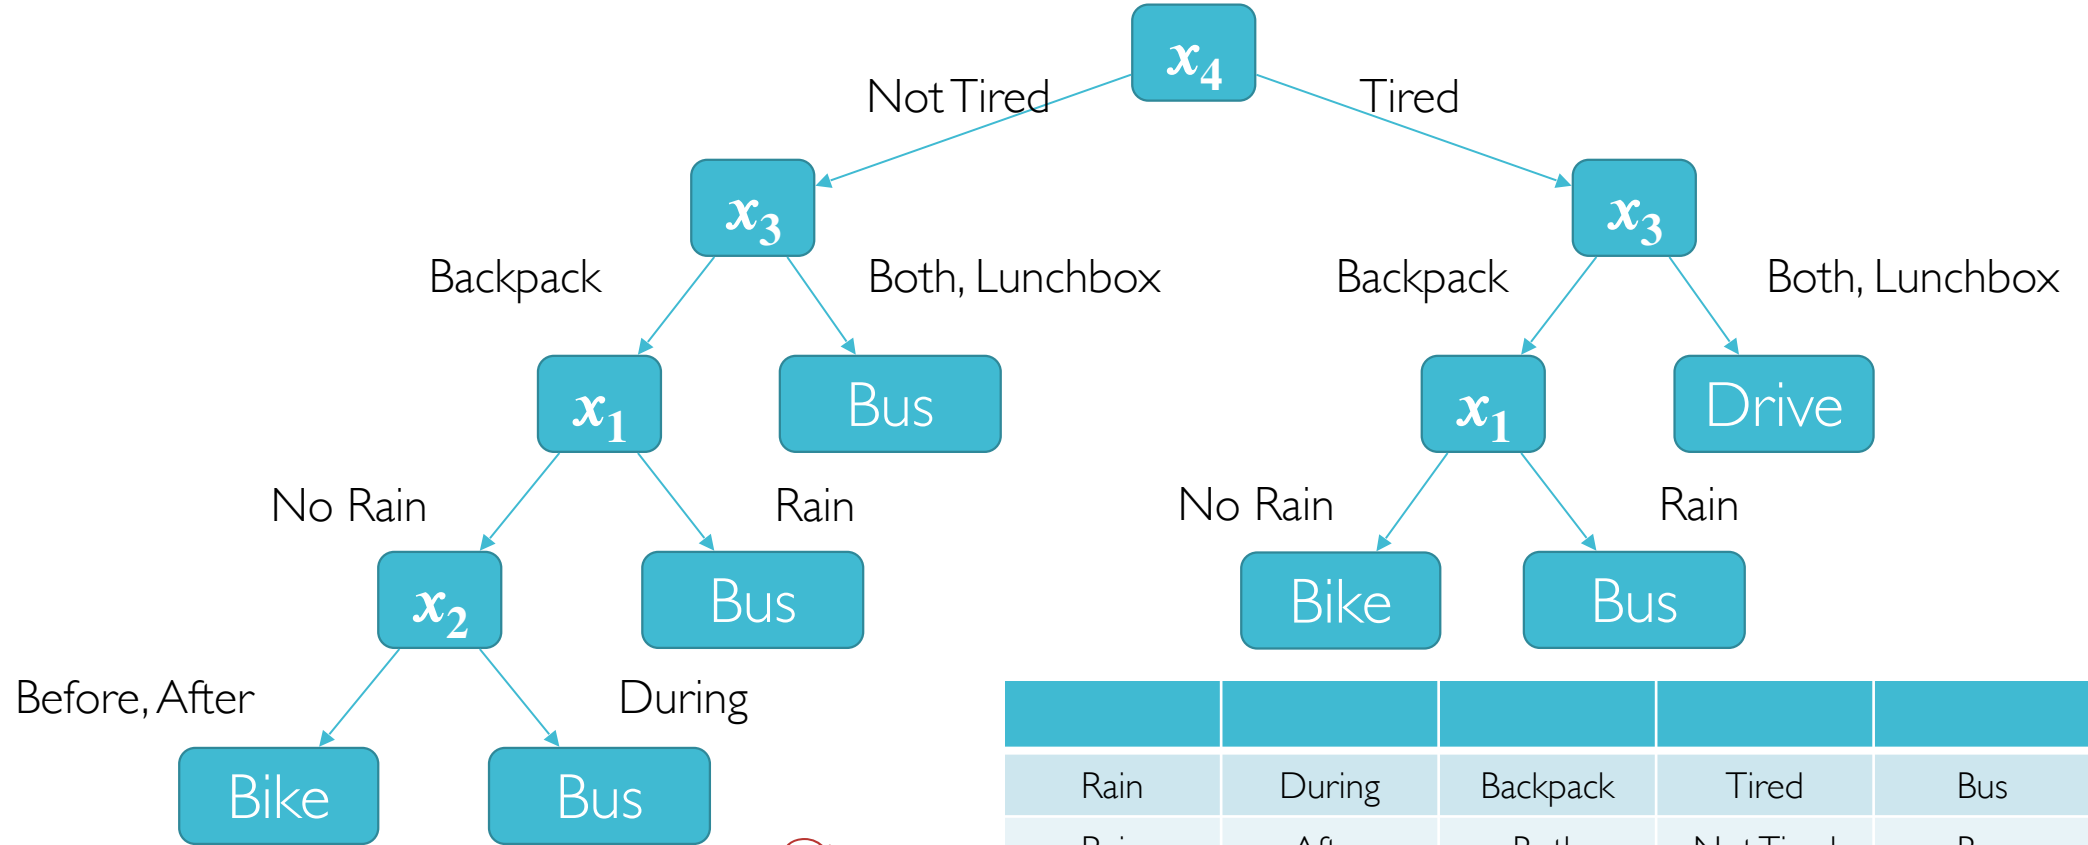 x4
Not Tired
Tired
x3
x3
Backpack
Both, Lunchbox
Backpack
Both, Lunchbox
x1
Bus
x1
Drive
No Rain
Rain
No Rain
Rain
x2
Bus
Bike
Bus
Before, After
During
Bike
Bus
Rain During Backpack Tired Bus